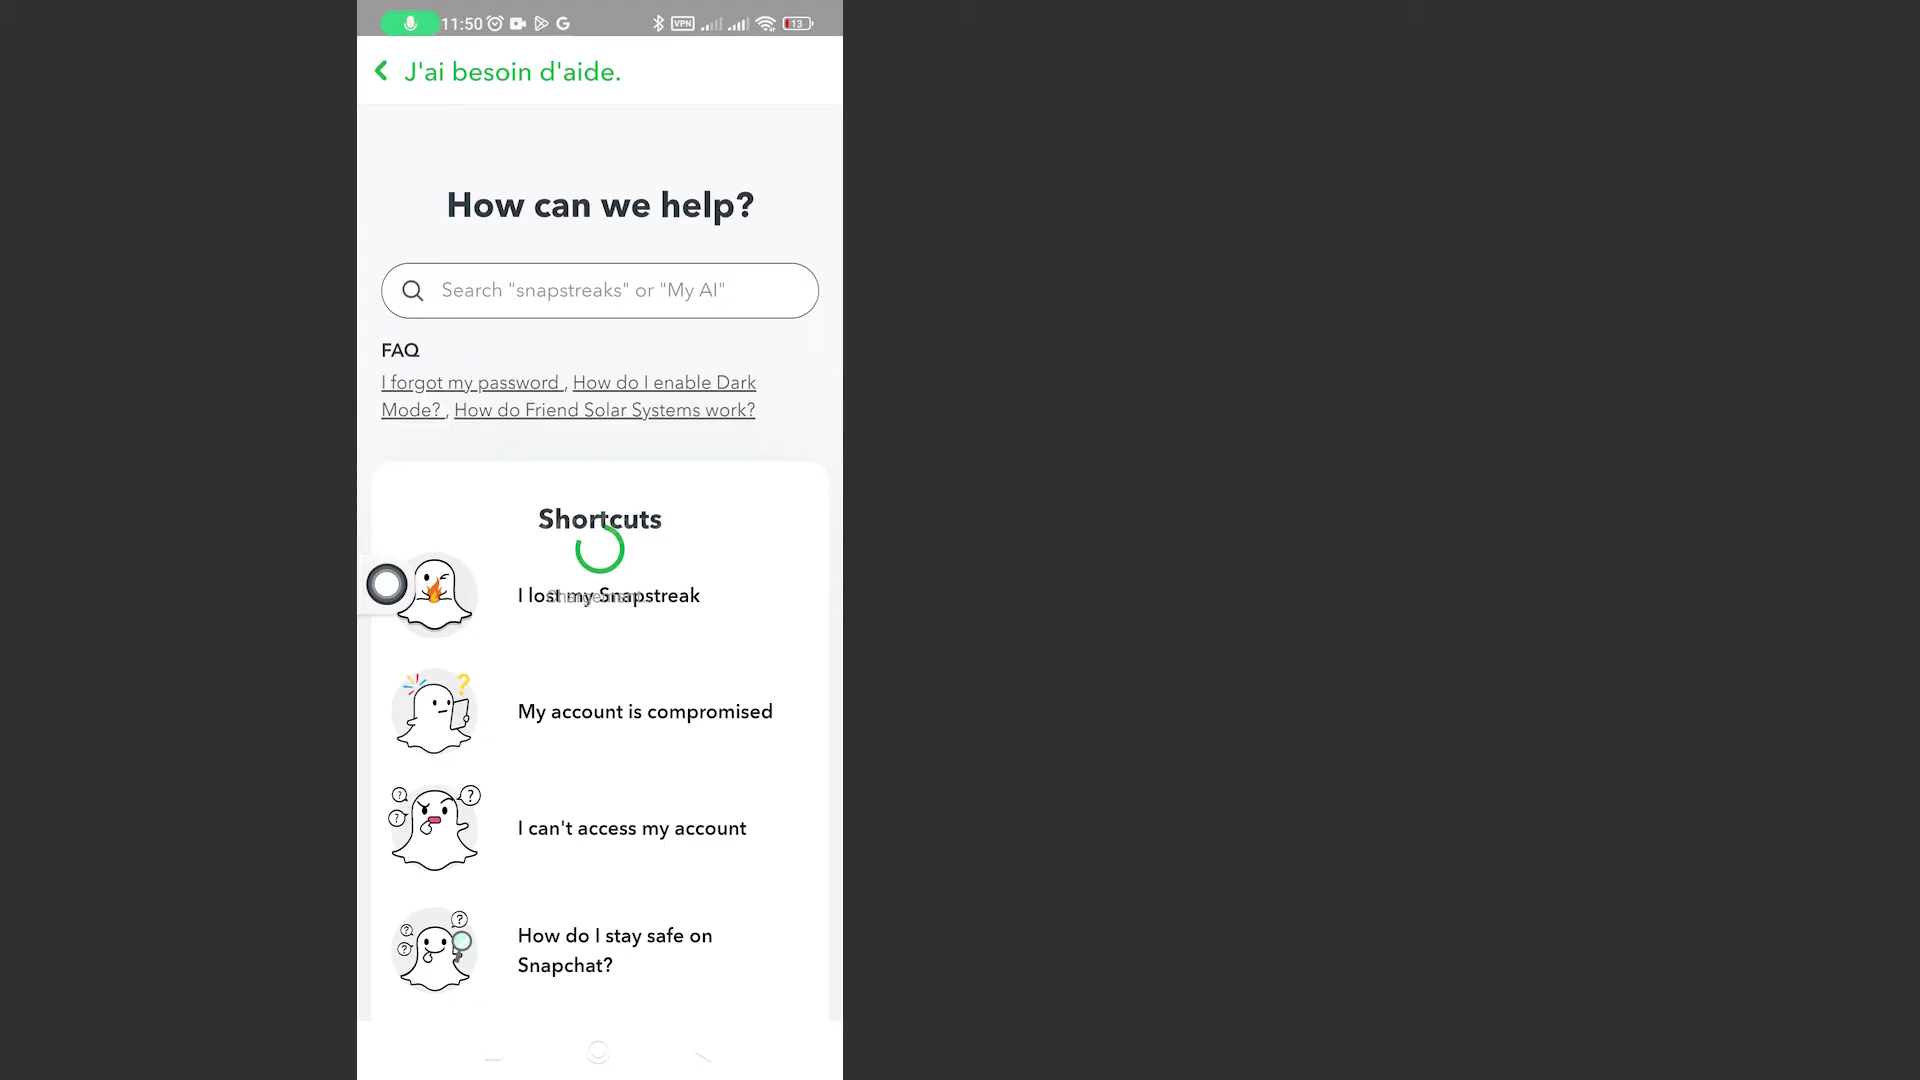 11:50 VPN 13
J'ai besoin d'aide.
How can we help?
Search "snapstreaks" or "My AI"
FAQ
I forgot my password , How do I enable Dark
Mode? , How do Friend Solar Systems work?
Shortcuts
I lost my Snapstreak
My account is compromised
I can't access my account
How do I stay safe on
Snapchat?